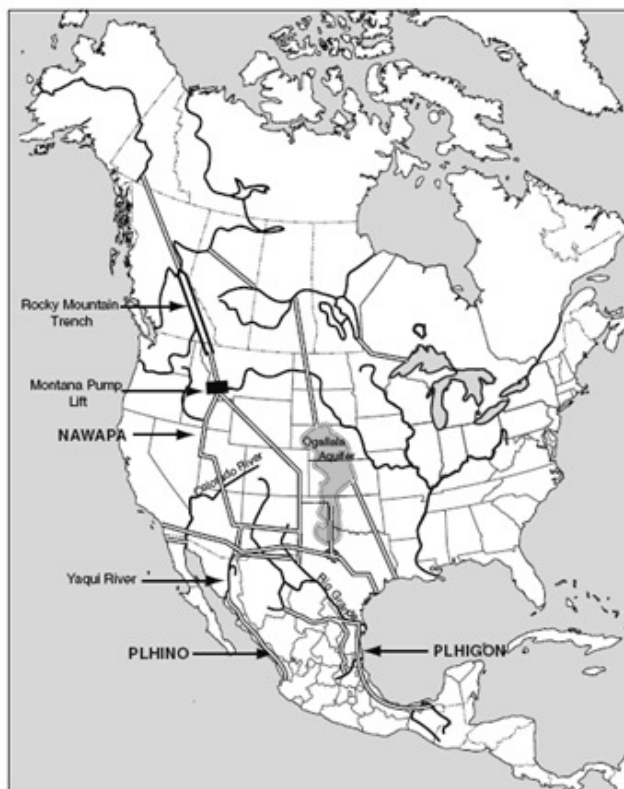 Rocky Mountain
Trench
Montana Pump
Lift
NAWAPA
Ogallala
Aquifer
Colorado River
Yaqui River
Rio Grande
PLHINO
PLHIGON